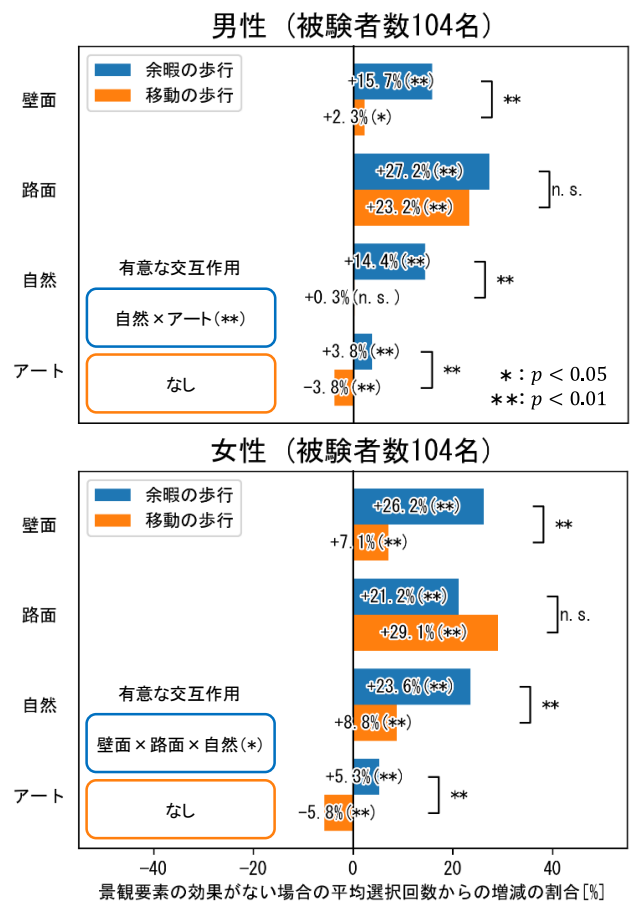 男性（被験者数104名）
余暇の歩行
移動の歩行
壁面
+15.7%(**)
+2.3%(*)
**
路面
+27.2%(**)
+23.2%(**)
n.s.
自然
+14.4%(**)
+0.3%(n.s.)
**
有意な交互作用
自然×アート(**)
なし
アート
+3.8%(**)
-3.8%(**)
**
*: p < 0.05
**: p < 0.01
女性（被験者数104名）
余暇の歩行
移動の歩行
壁面
+26.2%(**)
+7.1%(**)
**
路面
+21.2%(**)
+29.1%(**)
n.s.
自然
+23.6%(**)
+8.8%(**)
**
有意な交互作用
壁面×路面×自然(*)
なし
アート
+5.3%(**)
-5.8%(**)
**
-40 -20 0 20 40
景観要素の効果がない場合の平均選択回数からの増減の割合[%]